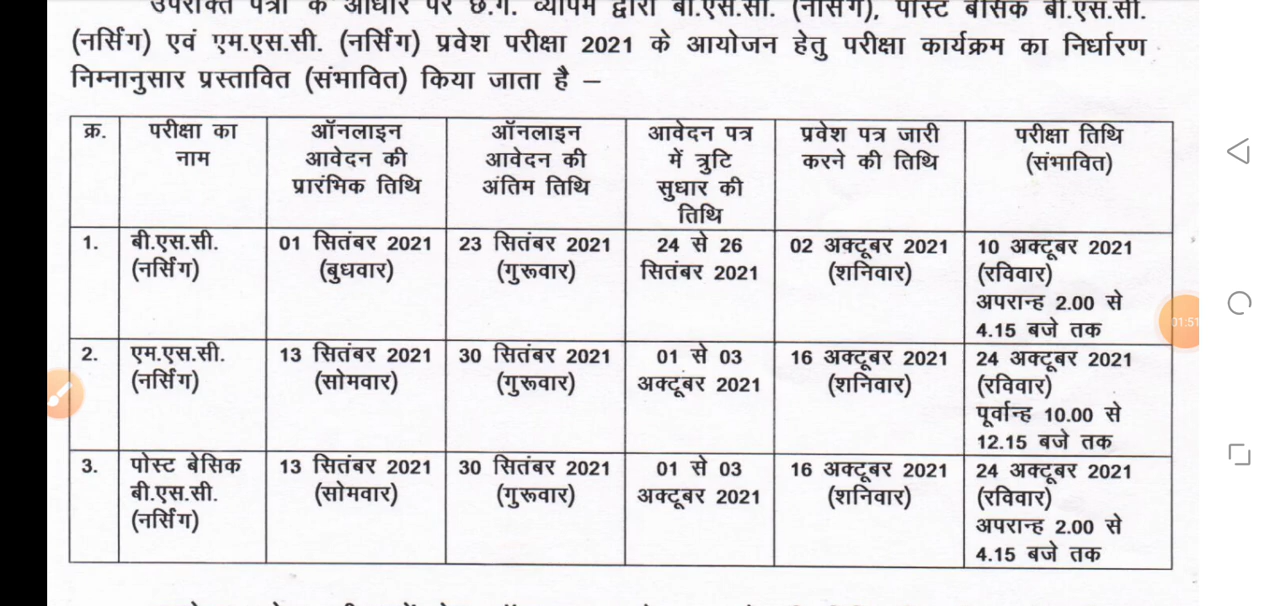 उपरोक्त पत्रों के आधार पर छ.ग. व्यापम द्वारा बी.एस.सी. (नर्सिंग), पोस्ट बेसिक बी.एस.सी.
(नर्सिंग) एवं एम.एस.सी. (नर्सिंग) प्रवेश परीक्षा 2021 के आयोजन हेतु परीक्षा कार्यक्रम का निर्धारण
निम्नानुसार प्रस्तावित (संभावित) किया जाता है –
क्र. परीक्षा का ऑनलाइन ऑनलाइन आवेदन पत्र प्रवेश पत्र जारी परीक्षा तिथि
नाम आवेदन की आवेदन की में त्रुटि करने की तिथि (संभावित)
प्रारंभिक तिथि अंतिम तिथि सुधार की
तिथि
1. बी.एस.सी. 01 सितंबर 2021 23 सितंबर 2021 24 से 26 02 अक्टूबर 2021 10 अक्टूबर 2021
(नर्सिंग) (बुधवार) (गुरूवार) सितंबर 2021 (शनिवार) (रविवार)
अपरान्ह 2.00 से
4.15 बजे तक
2. एम.एस.सी. 13 सितंबर 2021 30 सितंबर 2021 01 से 03 16 अक्टूबर 2021 24 अक्टूबर 2021
(नर्सिंग) (सोमवार) (गुरूवार) अक्टूबर 2021 (शनिवार) (रविवार)
पूर्वान्ह 10.00 से
12.15 बजे तक
3. पोस्ट बेसिक 13 सितंबर 2021 30 सितंबर 2021 01 से 03 16 अक्टूबर 2021 24 अक्टूबर 2021
बी.एस.सी. (सोमवार) (गुरूवार) अक्टूबर 2021 (शनिवार) (रविवार)
(नर्सिंग) अपरान्ह 2.00 से
4.15 बजे तक
01:51